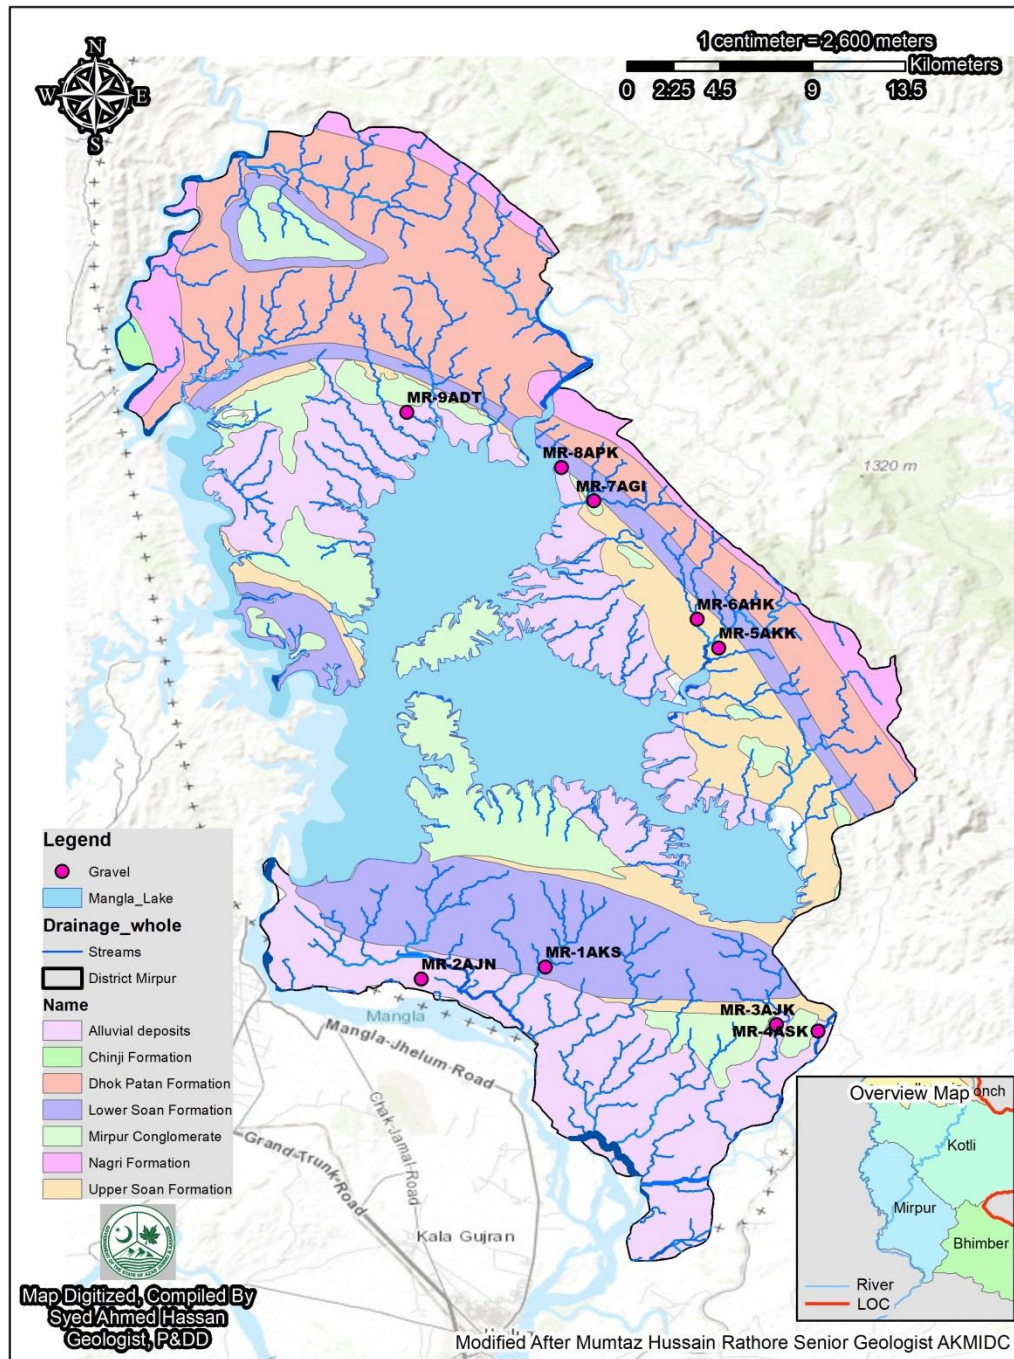 1 centimeter = 2,600 meters
Kilometers
0 2.25 4.5 9 13.5
N
W E
S
MR-9ADT
MR-8APK
MR-7AGI
1320 m
MR-6AHK
MR-5AKK
MR-1AKS
MR-2AJN
MR-3AJK
MR-4ASK
Mangla
Mangla-Jhelum-Road
Chak-Jamal-Road
Grand-Trunk-Road
Kala Gujran
Legend
Gravel
Mangla_Lake
Drainage_whole
Streams
District Mirpur
Name
Alluvial deposits
Chinji Formation
Dhok Patan Formation
Lower Soan Formation
Mirpur Conglomerate
Nagri Formation
Upper Soan Formation
Map Digitized, Compiled By
Syed Ahmed Hassan
Geologist, P&DD
Overview Map
onch
Kotli
Mirpur
Bhimber
River
LOC
Modified After Mumtaz Hussain Rathore Senior Geologist AKMIDC